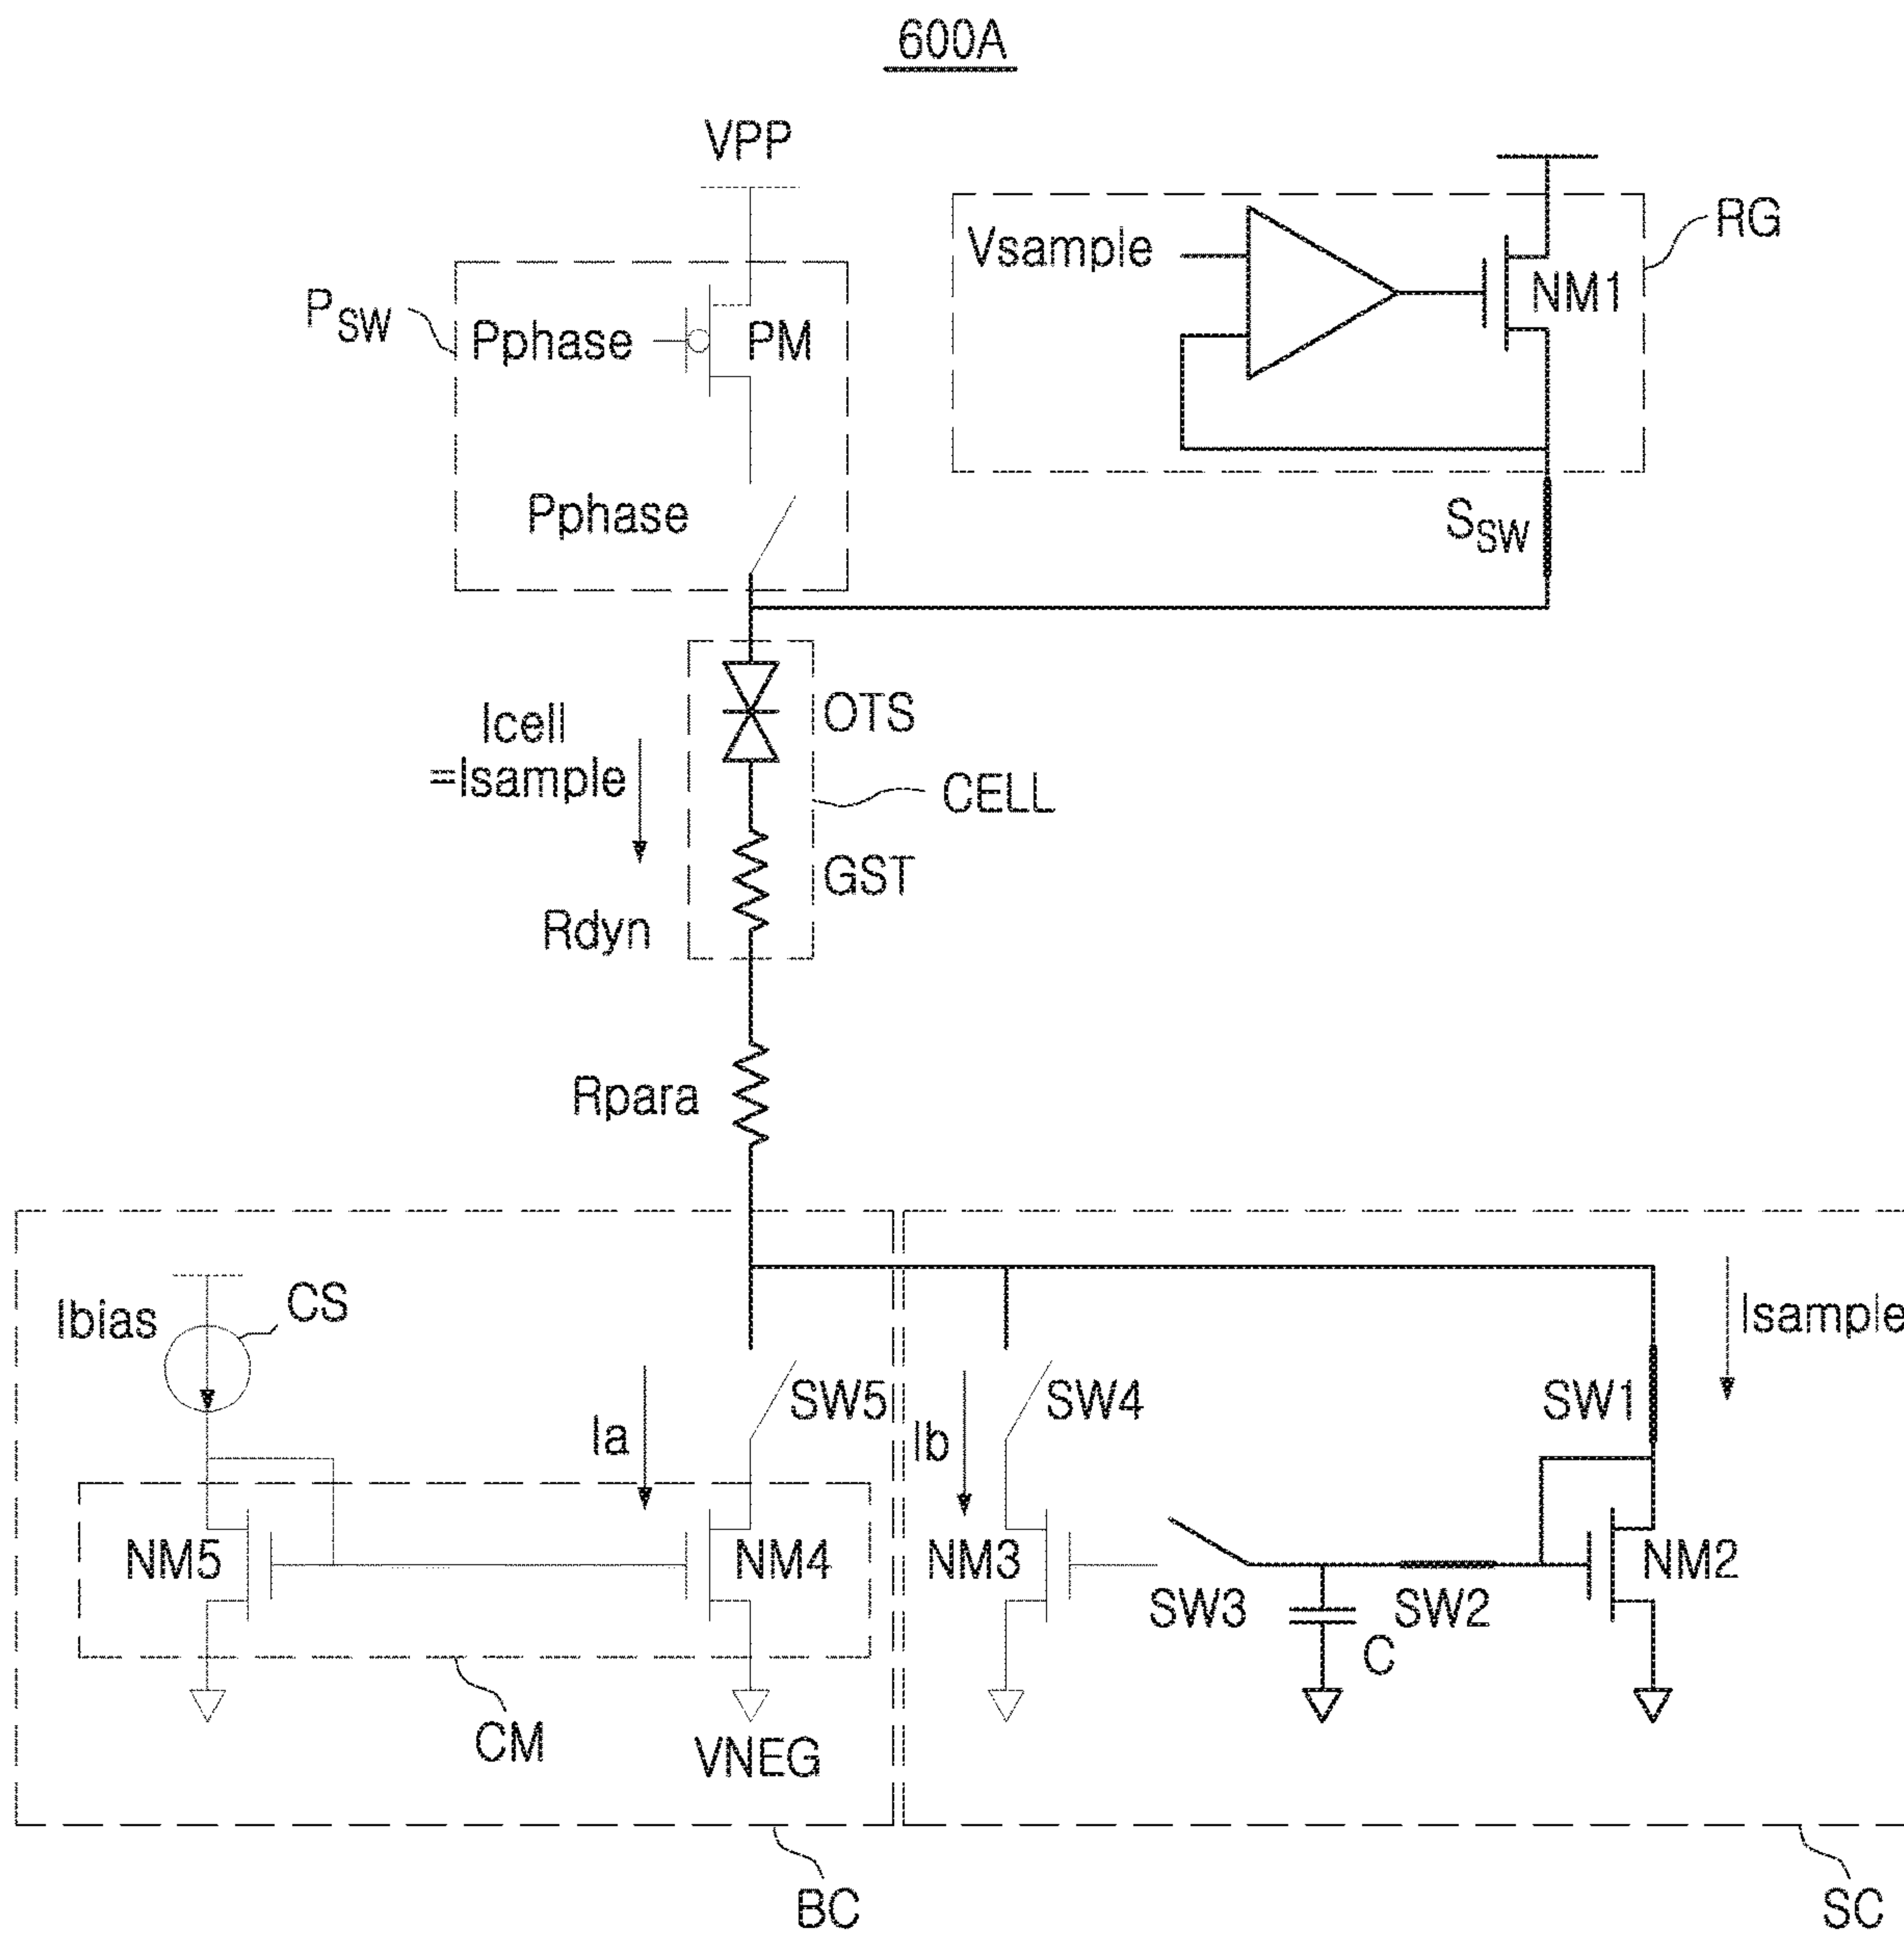 600A
VPP
RG
Vsample
NM1
PSW
Pphase
PM
Pphase
SSW
OTS
Icell
=Isample
CELL
GST
Rdyn
Rpara
Ibias
CS
Isample
SW5
SW4
SW1
Ia
Ib
NM5
NM4
NM3
NM2
SW3
SW2
C
CM
VNEG
BC
SC